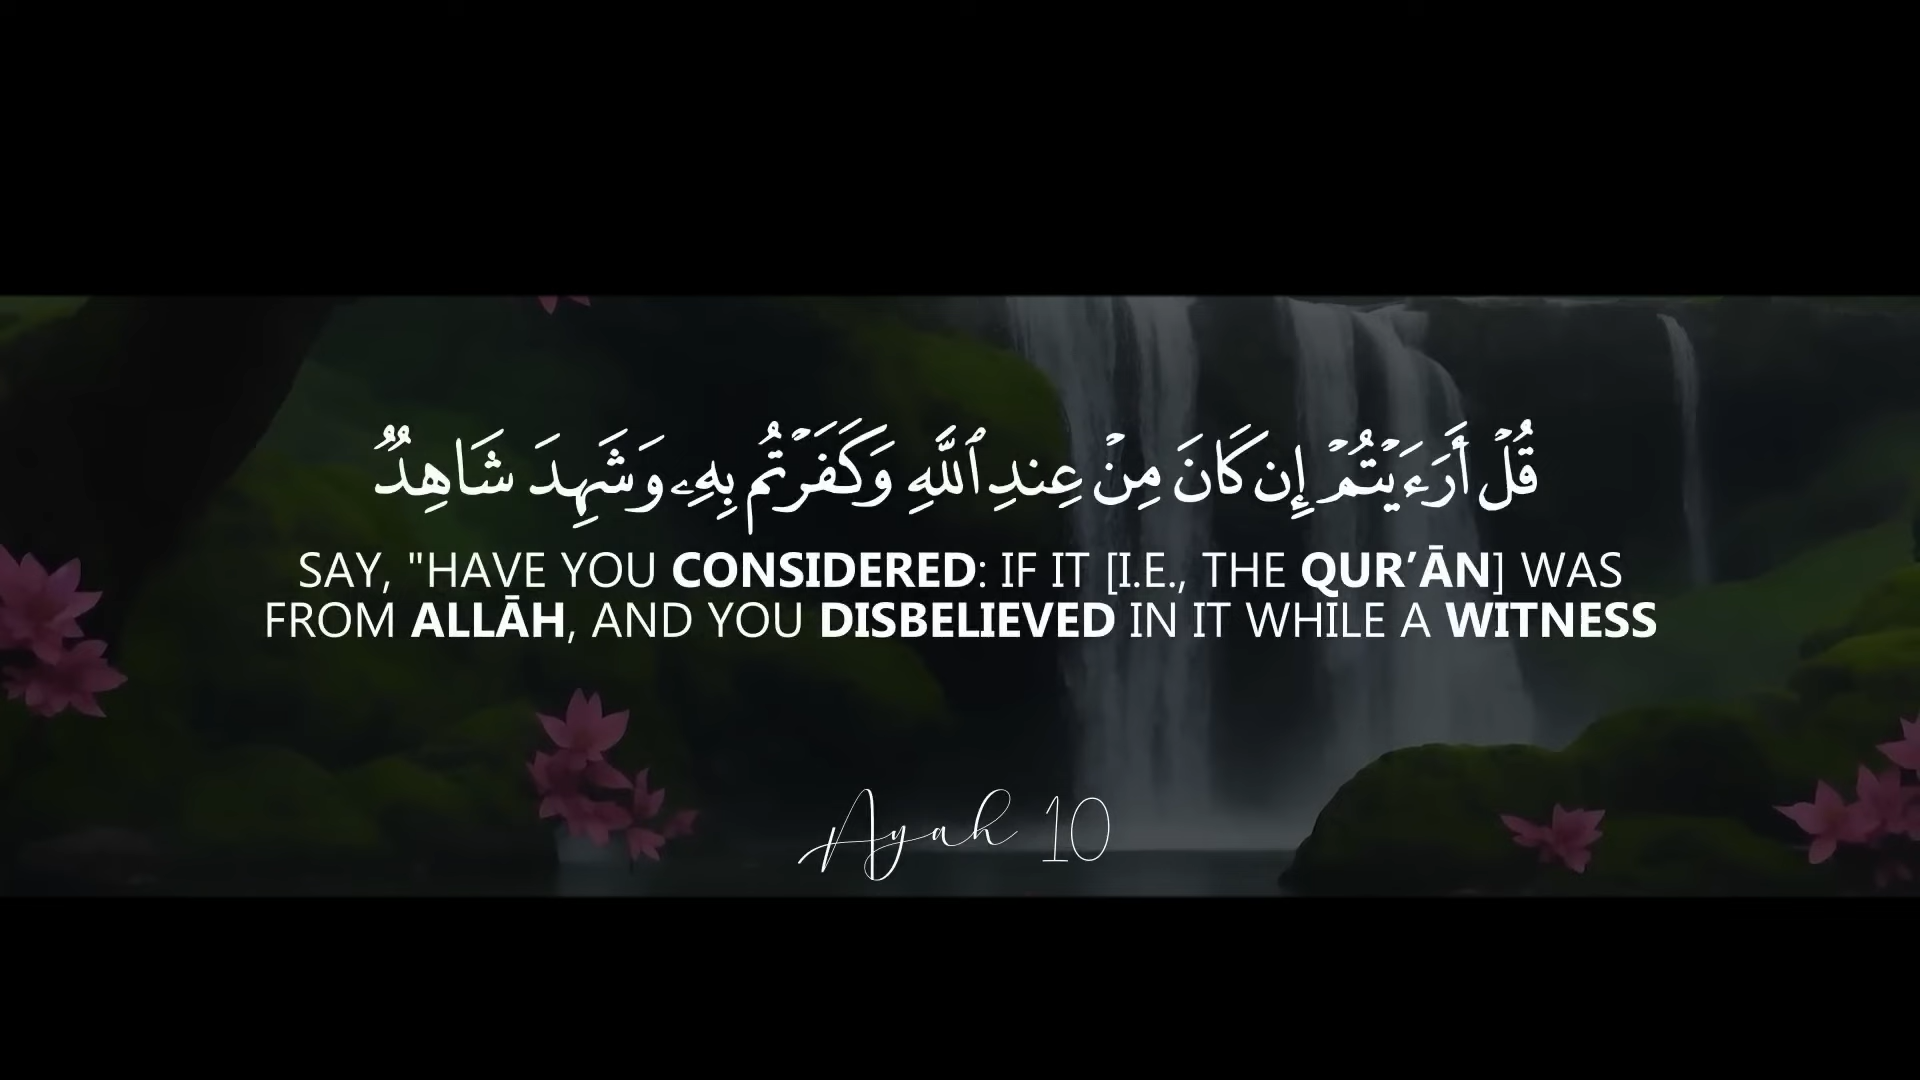 قُلْ أَرَءَيْتُمْ إِن كَانَ مِنْ عِندِ ٱللَّهِ وَكَفَرْتُم بِهِۦ وَشَهِدَ شَاهِدٌ
SAY, "HAVE YOU CONSIDERED: IF IT [I.E., THE QUR’ĀN] WAS
FROM ALLĀH, AND YOU DISBELIEVED IN IT WHILE A WITNESS
Ayah 10